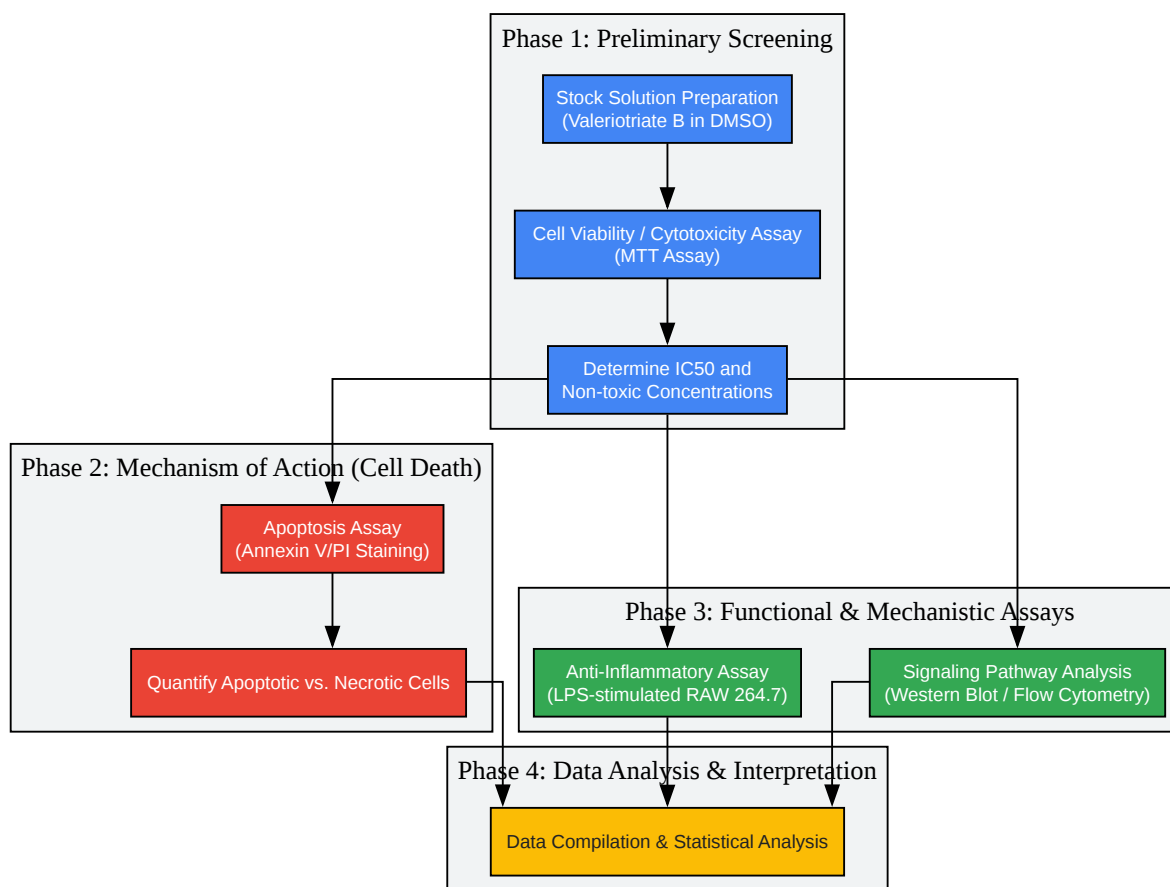 Phase 1: Preliminary Screening
Stock Solution Preparation
(Valeriotriate B in DMSO)
Cell Viability / Cytotoxicity Assay
(MTT Assay)
Determine IC50 and
Non-toxic Concentrations
Phase 2: Mechanism of Action (Cell Death)
Apoptosis Assay
(Annexin V/PI Staining)
Quantify Apoptotic vs. Necrotic Cells
Phase 3: Functional & Mechanistic Assays
Anti-Inflammatory Assay
(LPS-stimulated RAW 264.7)
Signaling Pathway Analysis
(Western Blot / Flow Cytometry)
Phase 4: Data Analysis & Interpretation
Data Compilation & Statistical Analysis